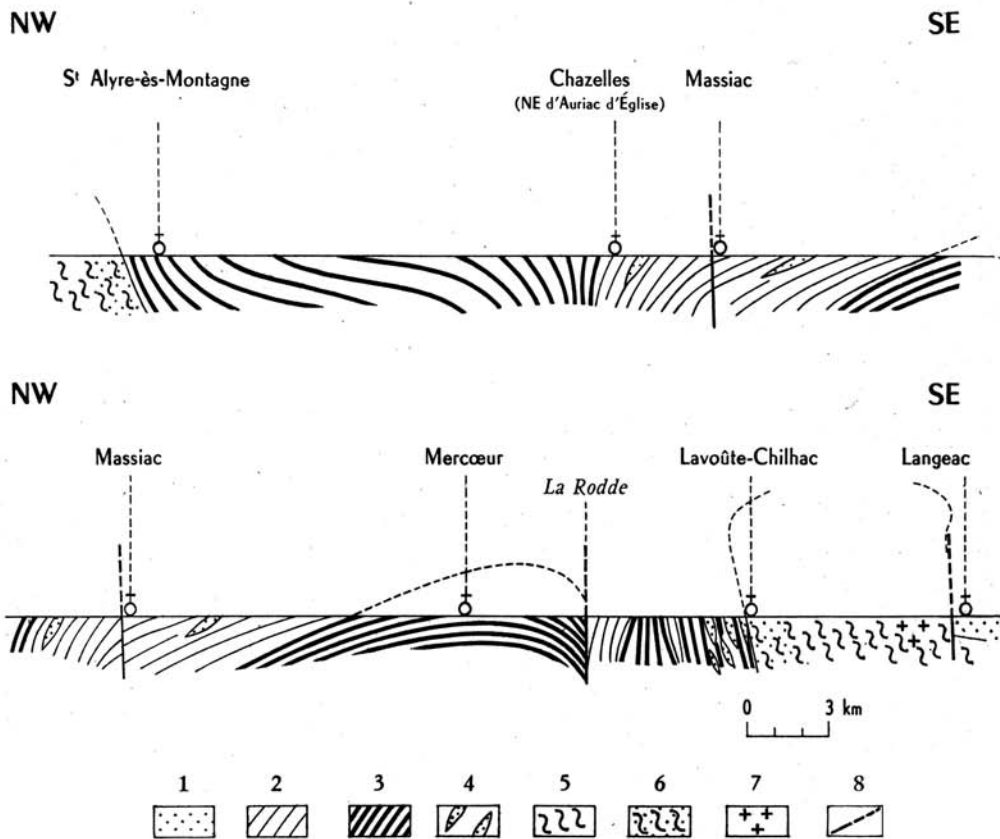 NW SE
Sᵗ Alyre-ès-Montagne Chazelles Massiac
(NE d'Auriac d'Église)
NW SE
Massiac Mercœur Lavoûte-Chilhac Langeac
La Rodde
0 3 km
1 2 3 4 5 6 7 8